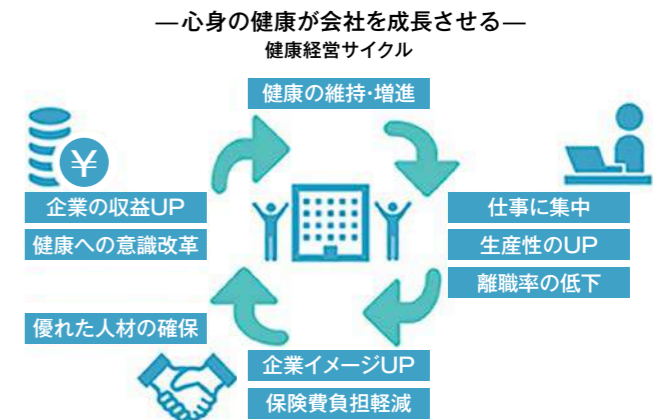 ―心身の健康が会社を成長させる―
健康経営サイクル
健康の維持・増進
仕事に集中
生産性のUP
離職率の低下
企業イメージUP
保険費負担軽減
優れた人材の確保
¥
企業の収益UP
健康への意識改革